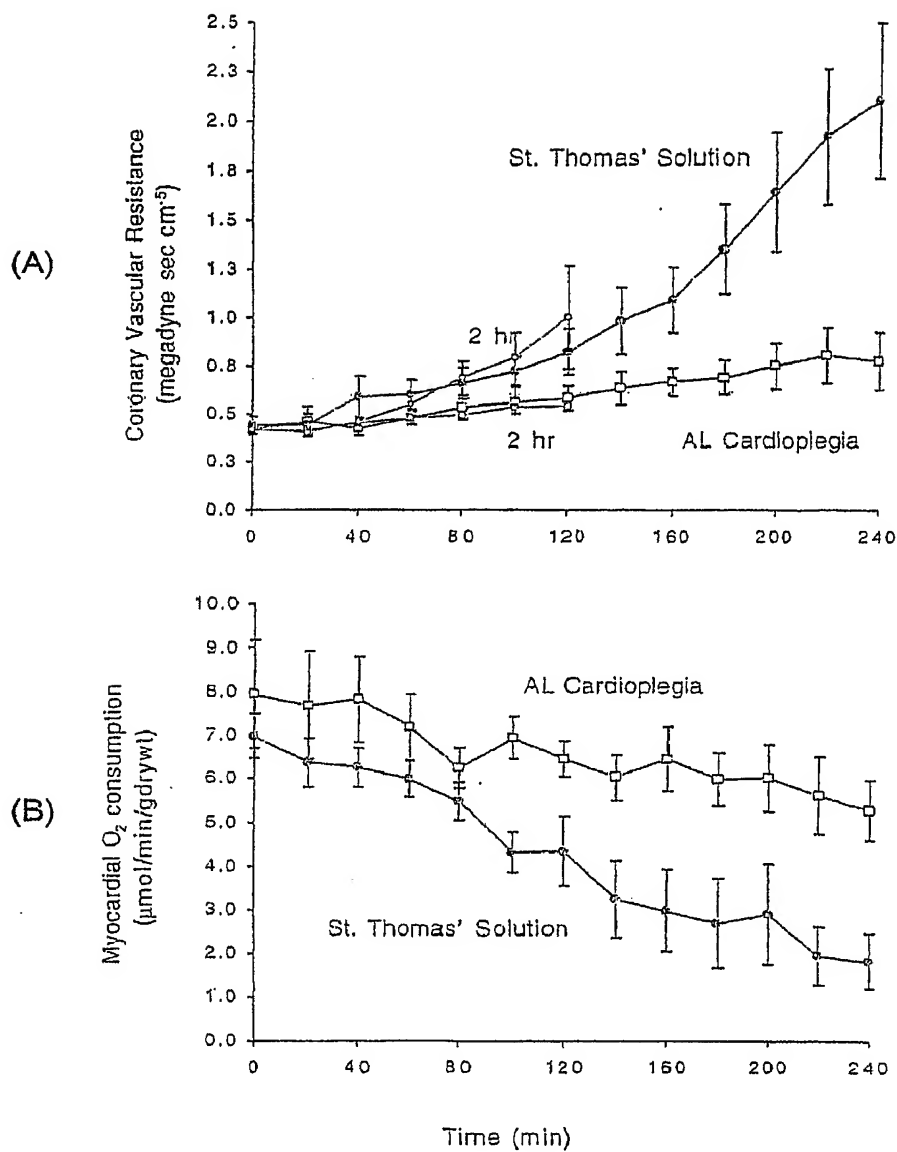 (A)
Coronary Vascular Resistance
(megadyne sec cm-5)
2.5
2.3
2.0
1.8
1.5
1.3
1.0
0.8
0.5
0.3
0.0
St. Thomas' Solution
2 hr
2 hr
AL Cardioplegia
0 40 80 120 160 200 240
(B)
Myocardial O2 consumption
(μmol/min/gdrywt)
10.0
9.0
8.0
7.0
6.0
5.0
4.0
3.0
2.0
1.0
0.0
AL Cardioplegia
St. Thomas' Solution
0 40 80 120 160 200 240
Time (min)